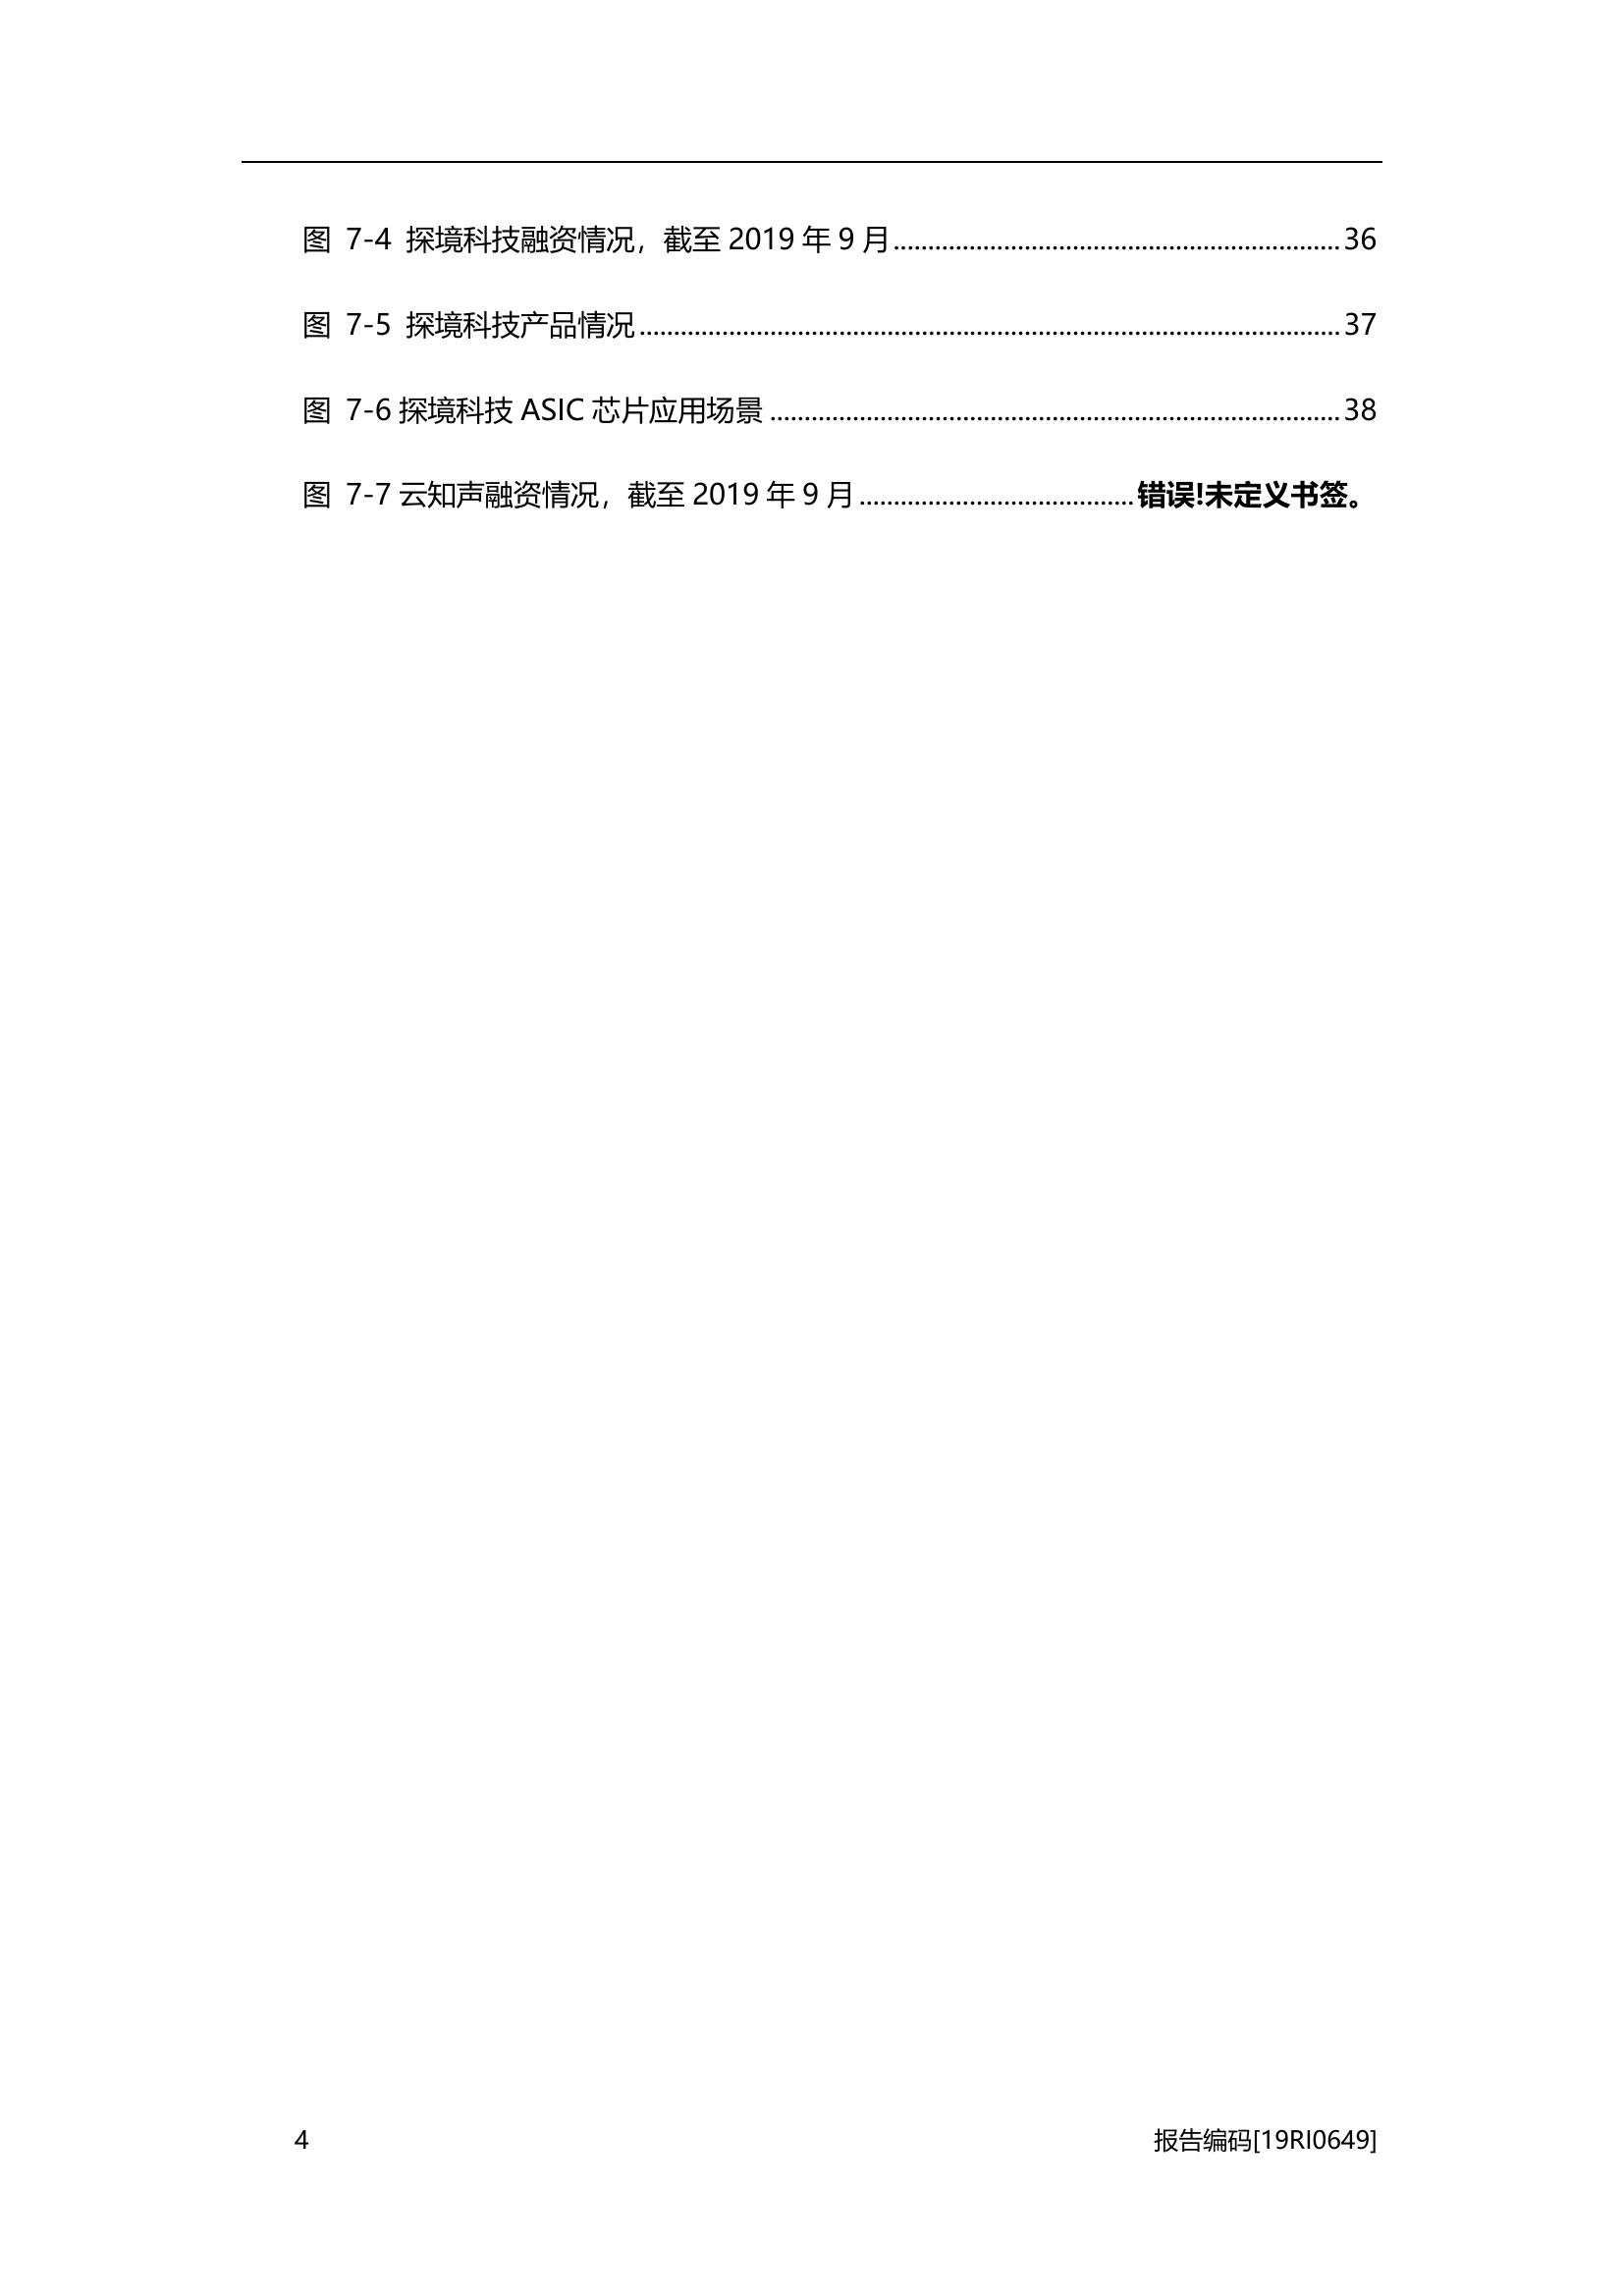 图 7-4 探境科技融资情况，截至 2019 年 9 月................................................................36
图 7-5 探境科技产品情况.....................................................................................................37
图 7-6 探境科技 ASIC 芯片应用场景..................................................................................38
图 7-7 云知声融资情况，截至 2019 年 9 月........................................错误!未定义书签。
4 报告编码[19RI0649]